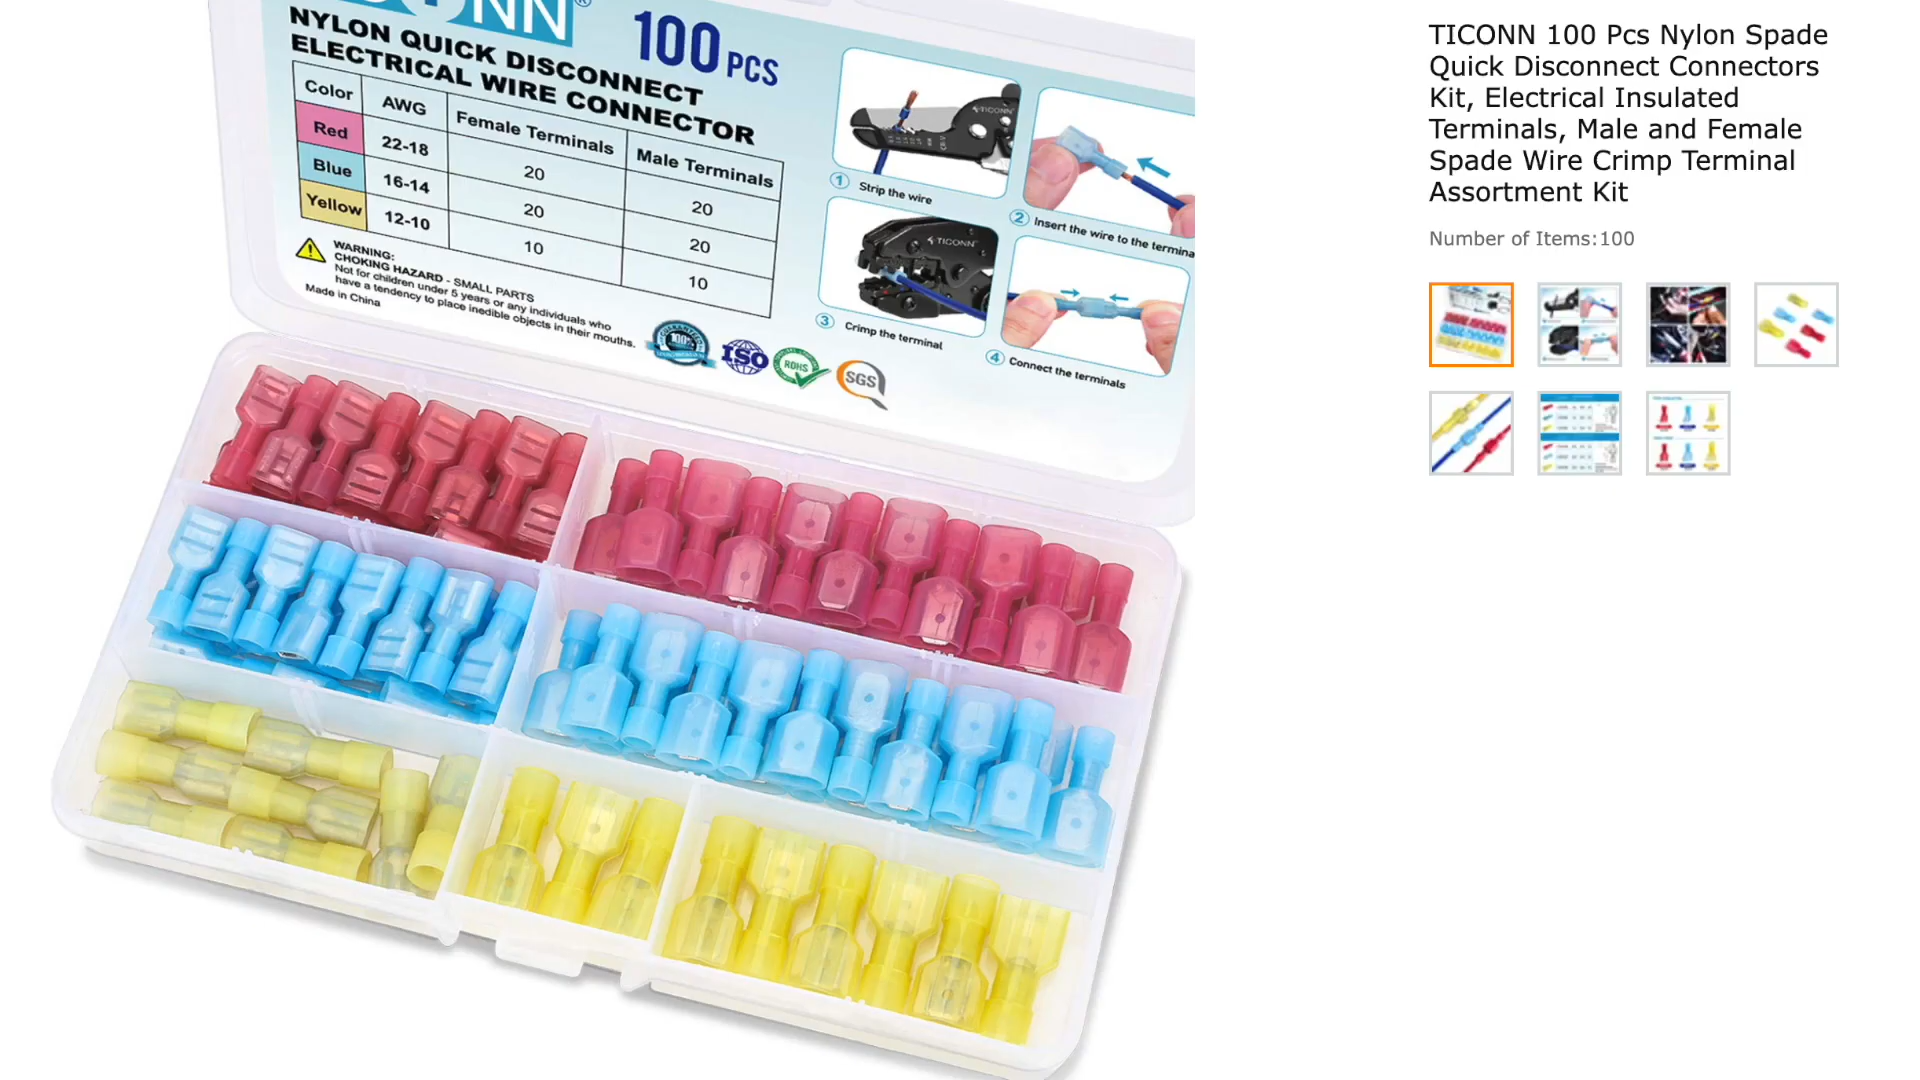 NN®
NYLON QUICK DISCONNECT
ELECTRICAL WIRE CONNECTOR
100 PCS
Color AWG Female Terminals Male Terminals
Red 22-18 20 20
Blue 16-14 20 20
Yellow 12-10 10 10
WARNING:
CHOKING HAZARD - SMALL PARTS
Not for children under 5 years or any individuals who
have a tendency to place inedible objects in their mouths.
Made in China
100%
ISO
ROHS
SGS
TICONN
1 Strip the wire
2 Insert the wire to the termina
TICONN
3 Crimp the terminal
4 Connect the terminals
TICONN 100 Pcs Nylon Spade
Quick Disconnect Connectors
Kit, Electrical Insulated
Terminals, Male and Female
Spade Wire Crimp Terminal
Assortment Kit
Number of Items:100